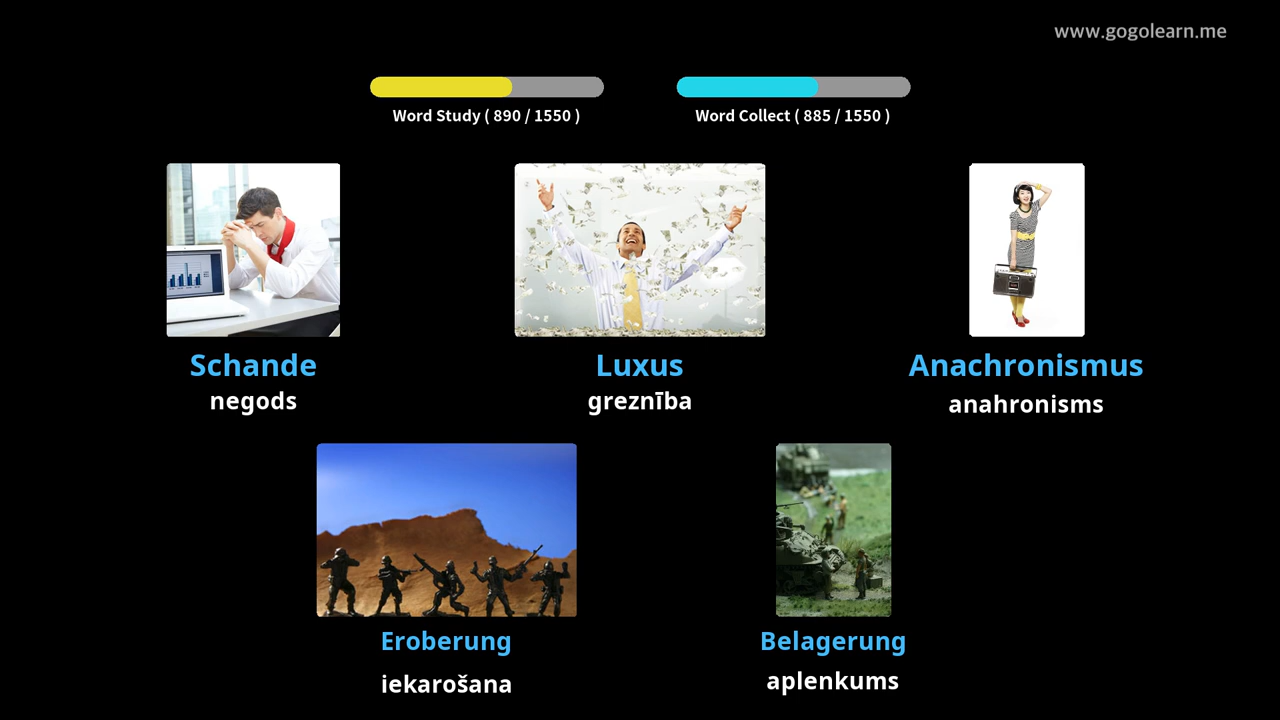 www.gogolearn.me
Word Study ( 890 / 1550 )
Word Collect ( 885 / 1550 )
Schande
negods
Luxus
greznība
Anachronismus
anahronisms
Eroberung
iekarošana
Belagerung
aplenkums